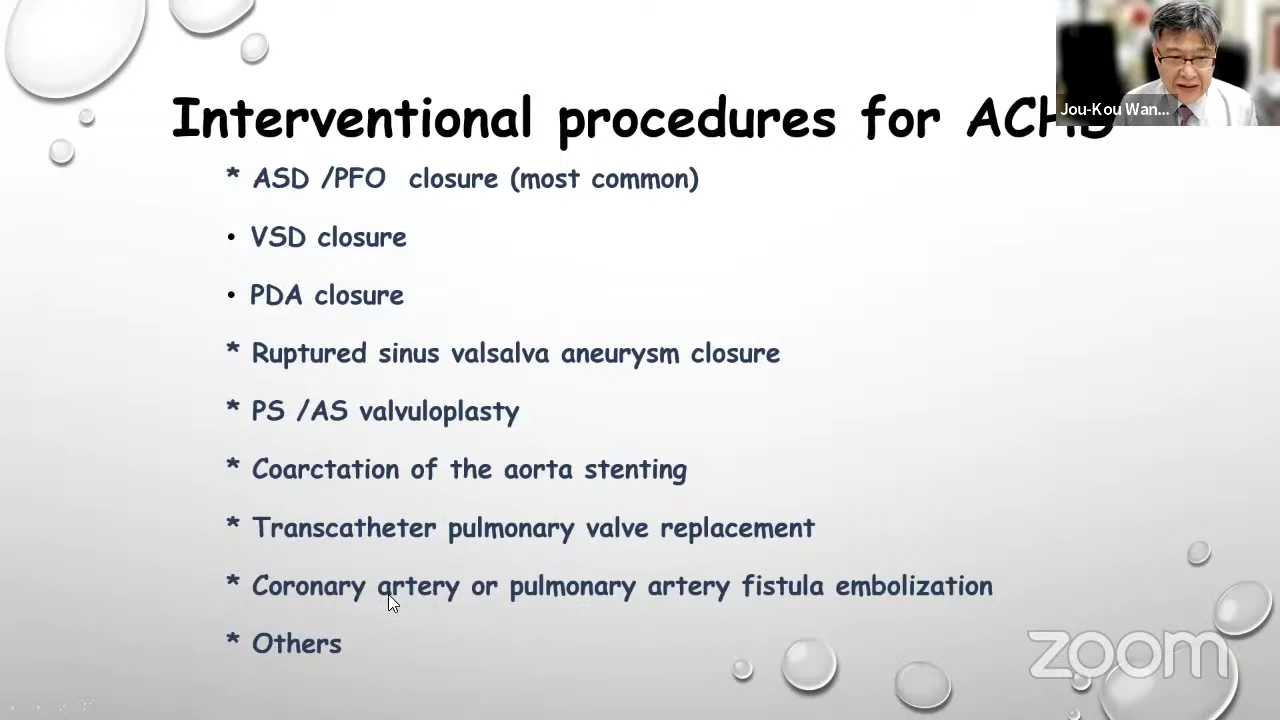 Interventional procedures for ACHD
Jou-Kou Wan...
* ASD /PFO closure (most common)
• VSD closure
• PDA closure
* Ruptured sinus valsalva aneurysm closure
* PS /AS valvuloplasty
* Coarctation of the aorta stenting
* Transcatheter pulmonary valve replacement
* Coronary artery or pulmonary artery fistula embolization
* Others
zoom